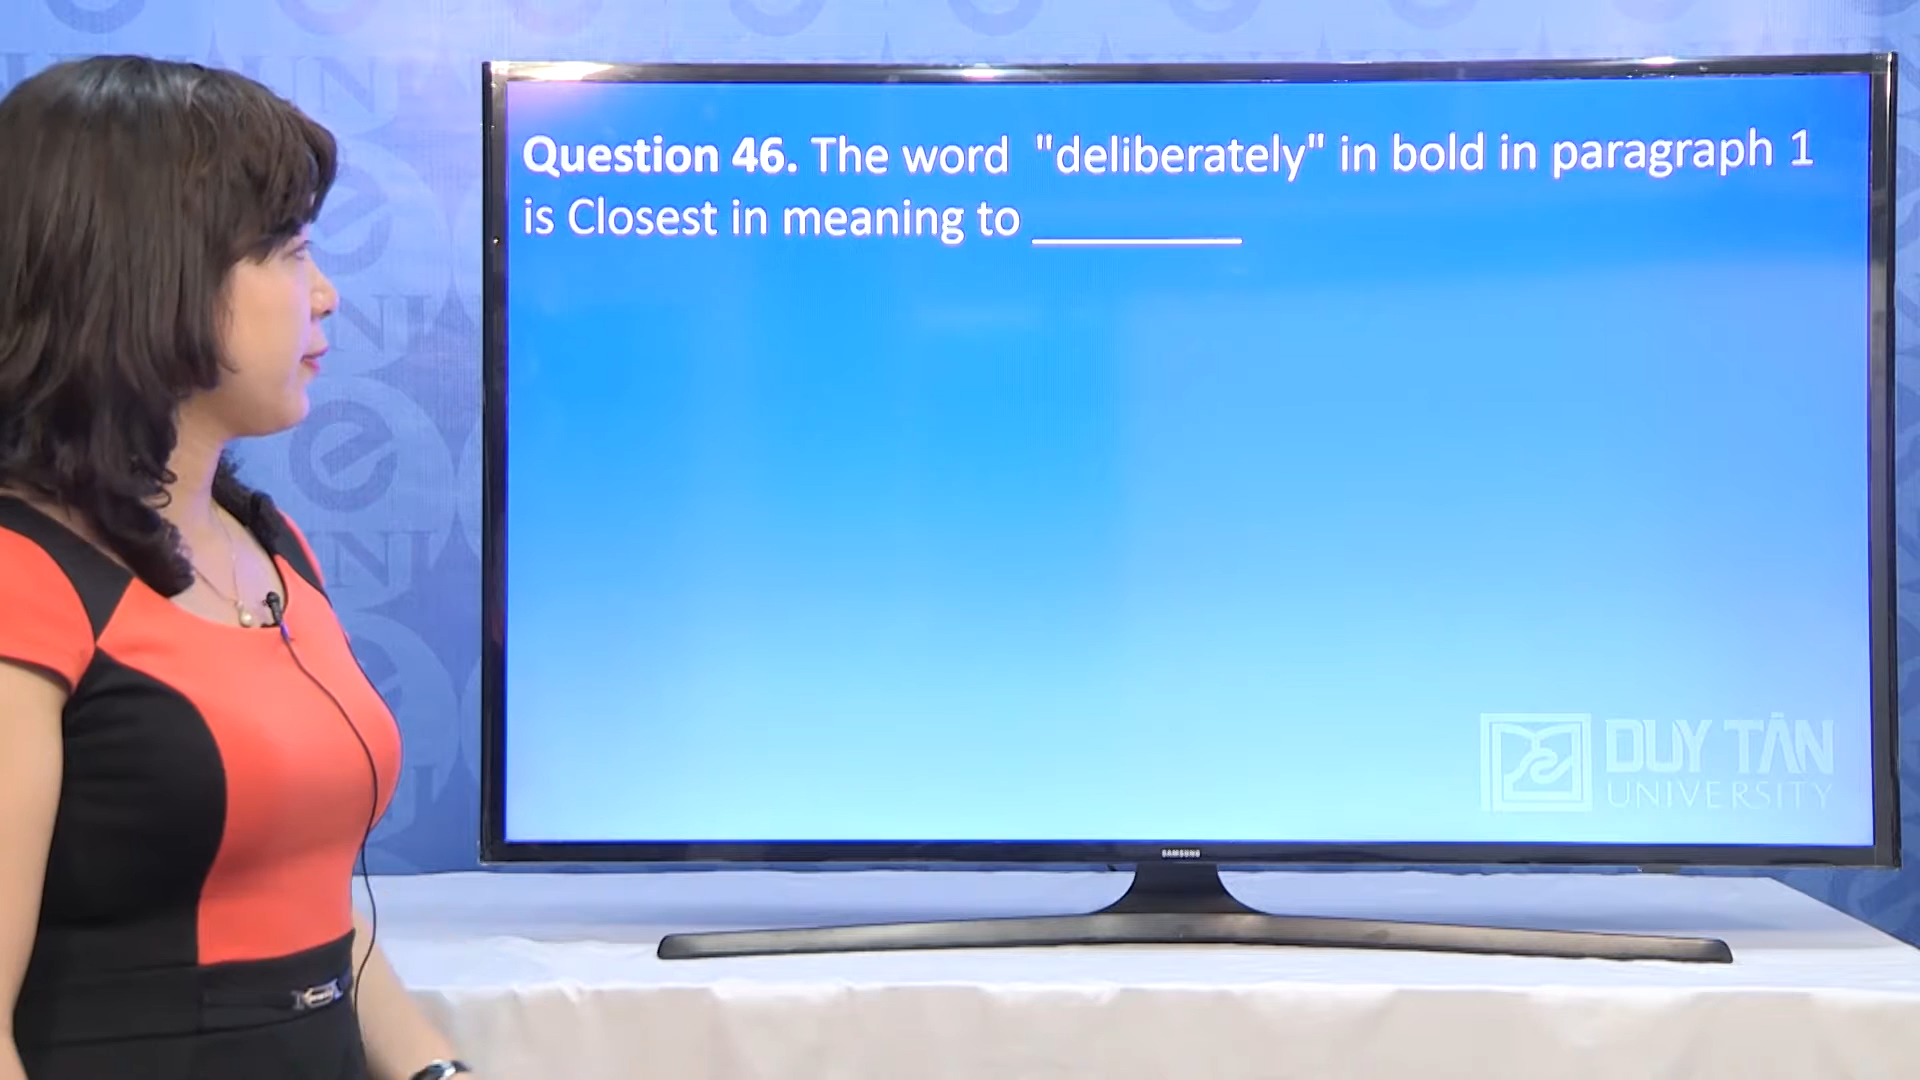 Question 46. The word "deliberately" in bold in paragraph 1
is Closest in meaning to __________
DUY TÂN
UNIVERSITY
SAMSUNG